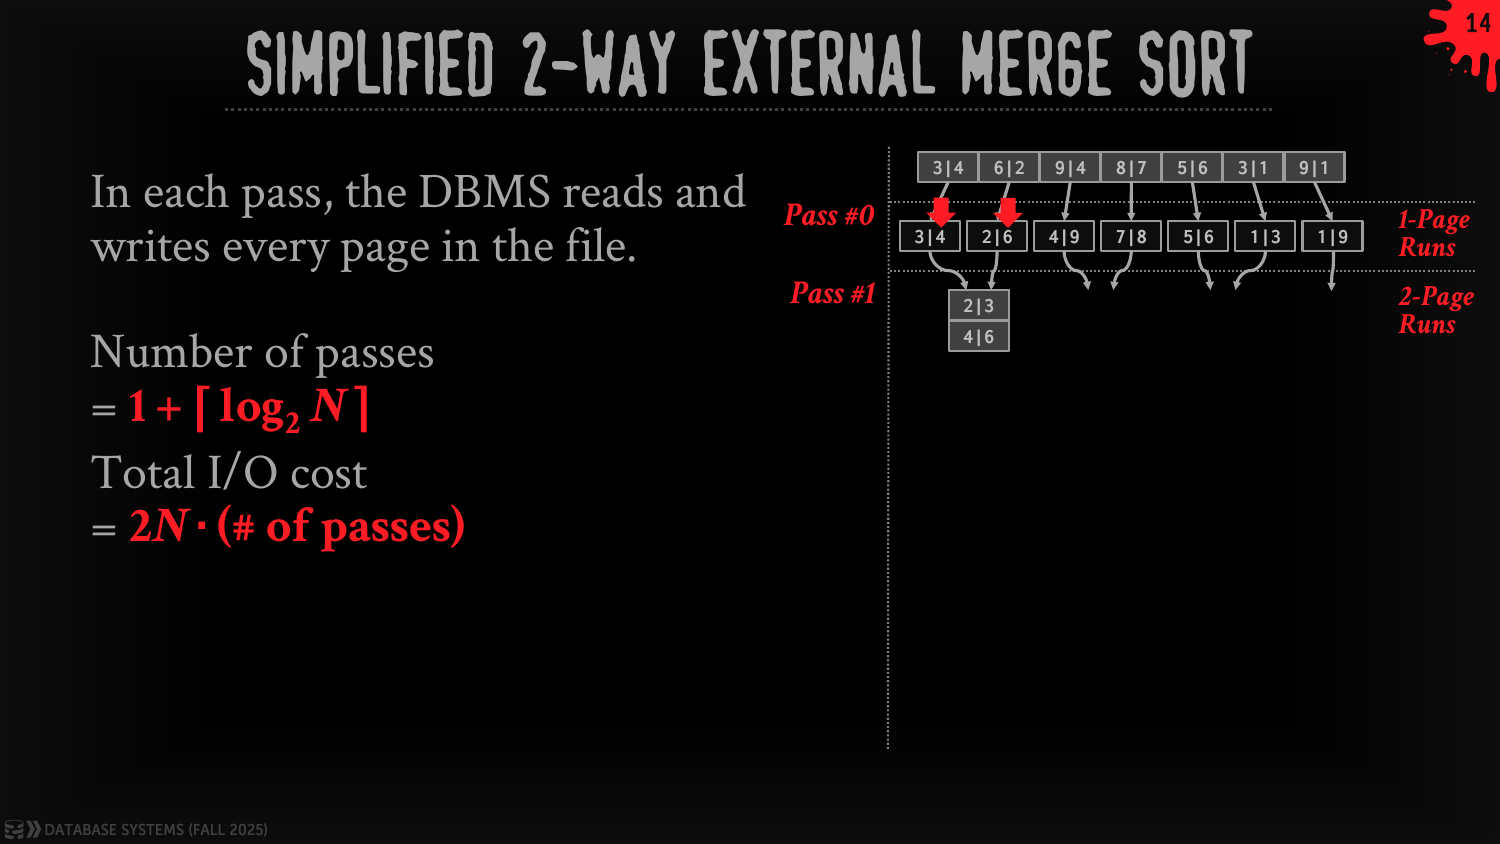 SIMPLIFIED 2-WAY EXTERNAL MERGE SORT
14
In each pass, the DBMS reads and
writes every page in the file.
Number of passes
= 1 + ⌈ log₂ N ⌉
Total I/O cost
= 2N · (# of passes)
3|4 6|2 9|4 8|7 5|6 3|1 9|1
Pass #0
3|4 2|6 4|9 7|8 5|6 1|3 1|9
1-Page
Runs
Pass #1
2|3
4|6
2-Page
Runs
DATABASE SYSTEMS (FALL 2025)